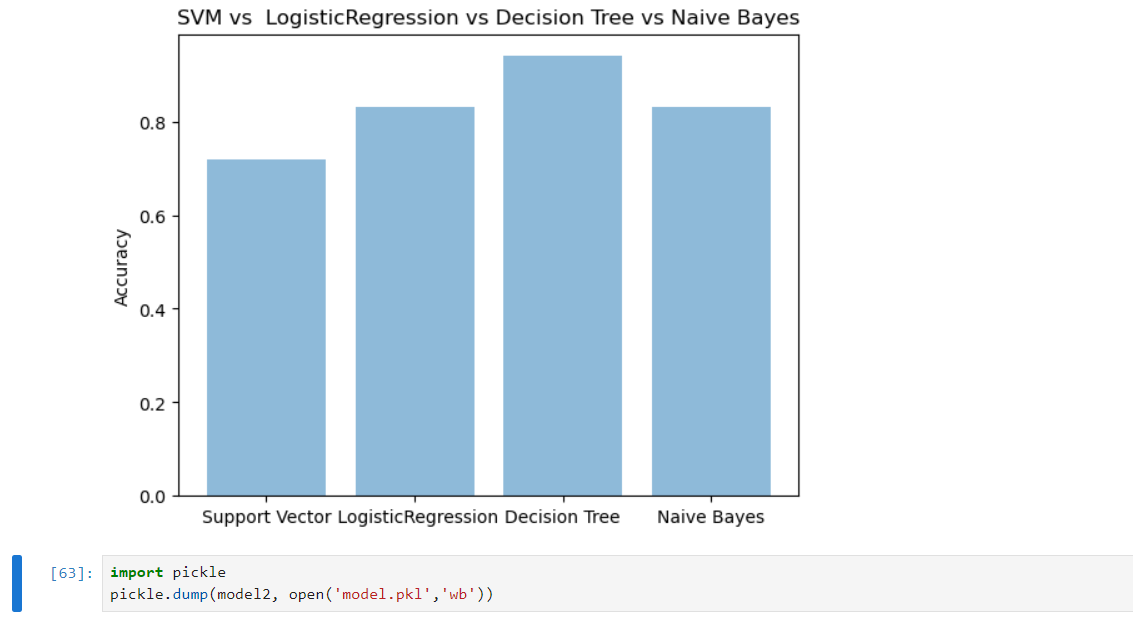 SVM vs  LogisticRegression vs Decision Tree vs Naive Bayes
0.8
0.6
0.4
0.2
0.0
Accuracy
Support Vector LogisticRegression Decision Tree Naive Bayes
[63]: import pickle
pickle.dump(model2, open('model.pkl','wb'))